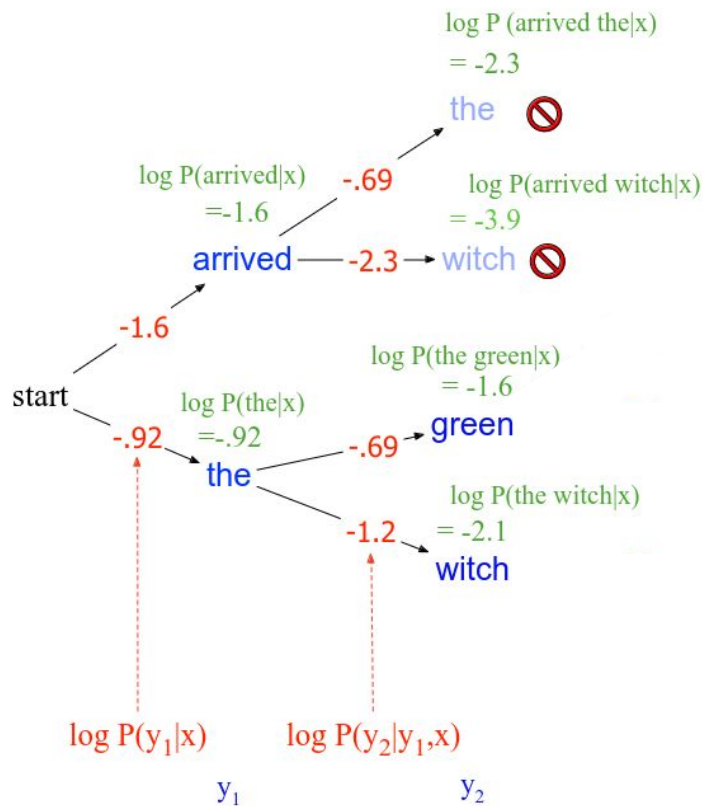 log P (arrived the|x)
= -2.3
the
-.69
log P(arrived|x)
=-1.6
log P(arrived witch|x)
= -3.9
arrived
-2.3
witch
-1.6
start
log P(the green|x)
= -1.6
log P(the|x)
=-.92
green
-.92
-.69
the
log P(the witch|x)
= -2.1
-1.2
witch
log P(y₁|x)
log P(y₂|y₁,x)
y₁
y₂